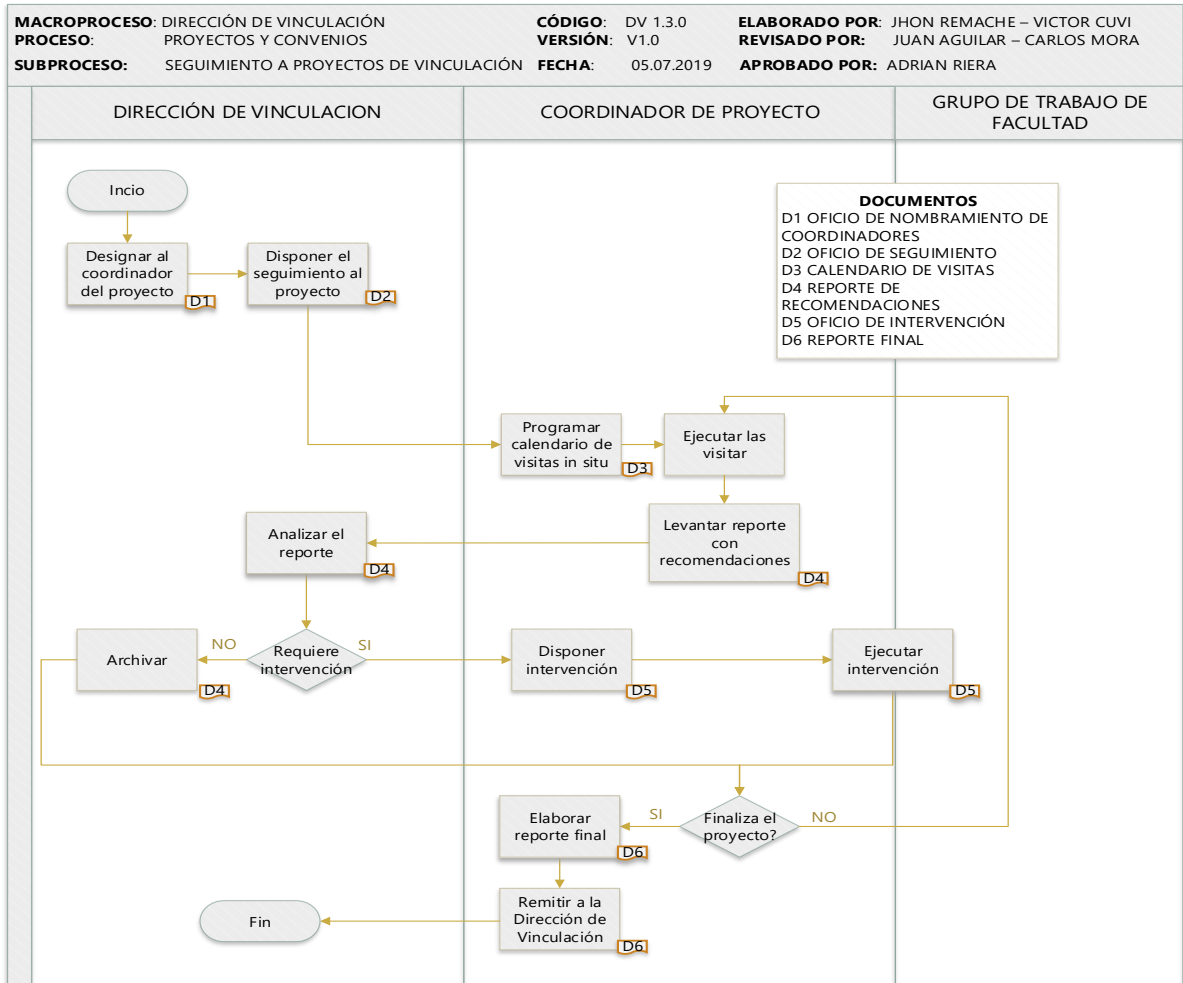 MACROPROCESO: DIRECCIÓN DE VINCULACIÓN CÓDIGO: DV 1.3.0 ELABORADO POR: JHON REMACHE – VICTOR CUVI
PROCESO: PROYECTOS Y CONVENIOS VERSIÓN: V1.0 REVISADO POR: JUAN AGUILAR – CARLOS MORA
SUBPROCESO: SEGUIMIENTO A PROYECTOS DE VINCULACIÓN FECHA: 05.07.2019 APROBADO POR: ADRIAN RIERA
DIRECCIÓN DE VINCULACION
COORDINADOR DE PROYECTO
GRUPO DE TRABAJO DE
FACULTAD
Incio
Designar al
coordinador
del proyecto
D1
Disponer el
seguimiento al
proyecto
D2
DOCUMENTOS
D1 OFICIO DE NOMBRAMIENTO DE
COORDINADORES
D2 OFICIO DE SEGUIMIENTO
D3 CALENDARIO DE VISITAS
D4 REPORTE DE
RECOMENDACIONES
D5 OFICIO DE INTERVENCIÓN
D6 REPORTE FINAL
Programar
calendario de
visitas in situ
D3
Ejecutar las
visitar
Analizar el
reporte
D4
Levantar reporte
con
recomendaciones
D4
Archivar
D4
NO
Requiere
intervención
SI
Disponer
intervención
D5
Ejecutar
intervención
D5
Elaborar
reporte final
D6
SI
Finaliza el
proyecto?
NO
Fin
Remitir a la
Dirección de
Vinculación
D6